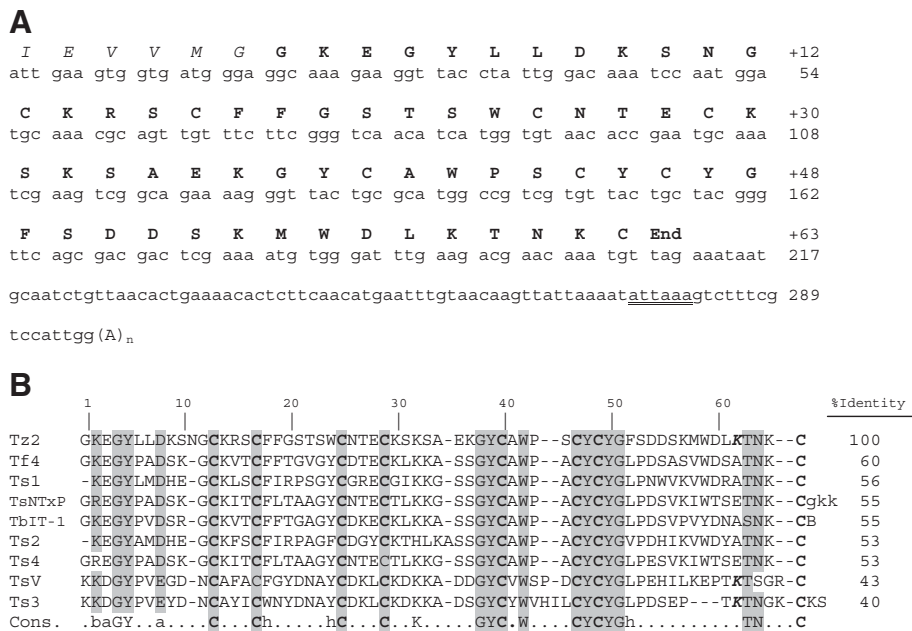 A
I E V V M G G K E G Y L L D K S N G +12
att gaa gtg gtg atg gga ggc aaa gaa ggt tac cta ttg gac aaa tcc aat gga 54
C K R S C F F G S T S W C N T E C K +30
tgc aaa cgc agt tgt ttc ttc ggg tca aca tca tgg tgt aac acc gaa tgc aaa 108
S K S A E K G Y C A W P S C Y C Y G +48
tcg aag tcg gca gaa aaa ggg tac tgc gca tgg ccg tcg tgt tac tgc tac ggg 162
F S D D S K M W D L K T N K C End +63
ttc agc gac gac tcg aaa atg tgg gat ttg aag acg aac aaa tgt tag aaataat 217
gcaatctgttaacactgaaaacactcttcaacatgaatttgtaacaagttattaaaatattaaagtctttcg 289
tccattgg(A)n
B
1 10 20 30 40 50 60 %Identity
Tz2 GKEGYLLDKSNGCKRSCFFGSTSWCNTECKSKSA-EKGYCAWP--SCYCYGFSDDSKMWDLKTNK--C 100
Tf4 GKEGYPADSK-GCKVTCFFTGVGYCDTECKLKKA-SSGYCAWP--ACYCYGLPDSASVWDSATNK--C 60
Ts1 -KEGYLMDHE-GCKLSCFIRPSGYCGRECGIKKG-SSGYCAWP--ACYCYGLPNWVKVWDRATNK--C 56
TsNTxP GREGYPADSK-GCKITCFLTAAGYCNTECTLKKG-SSGYCAWP--ACYCYGLPDSVKIWTSETNK--Cgkk 55
TbIT-1 GKEGYPVDSR-GCKVTCFFTGAGYCDKECKLKKA-SSGYCAWP--ACYCYGLPDSVPVYDNASNK--CB 55
Ts2 -KEGYAMDHE-GCKFSCFIRPAGFCDGYCKTHLKASSGYCAWP--ACYCYGVPDHIKVWDYATNK--C 53
Ts4 GREGYPADSK-GCKITCFLTAAGYCNTECTLKKG-SSGYCAWP--ACYCYGLPESVKIWTSETNK--C 53
TsV KKDGYPVEGD-NCAFACFGYDNAYCDKLCKDKKA-DDGYCVWSP-DCYCYGLPEHILKEPTKTSGR-C 43
Ts3 KKDGYPVEYD-NCAYICWNYDNAYCDKLCKDKKA-DSGYCYWVHILCYCYGLPDSEP---TKTNGK-CKS 40
Cons. .baGY..a....C...Ch.....hC...C..K.....GYC.W....CYCYGh..........TN....C